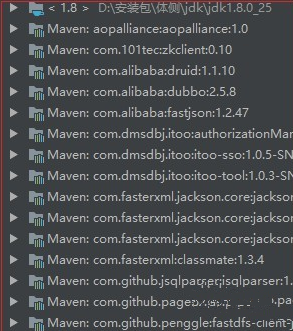 < 1.8 > D:\安装包\体侧\jdk\jdk1.8.0_25
Maven: aopalliance:aopalliance:1.0
Maven: com.101tec:zkclient:0.10
Maven: com.alibaba:druid:1.1.10
Maven: com.alibaba:dubbo:2.5.8
Maven: com.alibaba:fastjson:1.2.47
Maven: com.dmsdbj.itoo:authorizationMar
Maven: com.dmsdbj.itoo:itoo-sso:1.0.5-SN
Maven: com.dmsdbj.itoo:itoo-tool:1.0.3-SN
Maven: com.fasterxml.jackson.core:jackson
Maven: com.fasterxml.jackson.core:jackson
Maven: com.fasterxml.jackson.core:jackson
Maven: com.fasterxml:classmate:1.3.4
Maven: com.github.jsqlparser:jsqlparser:1.
Maven: com.github.
Maven: com.github.penggle:fastdfs-client